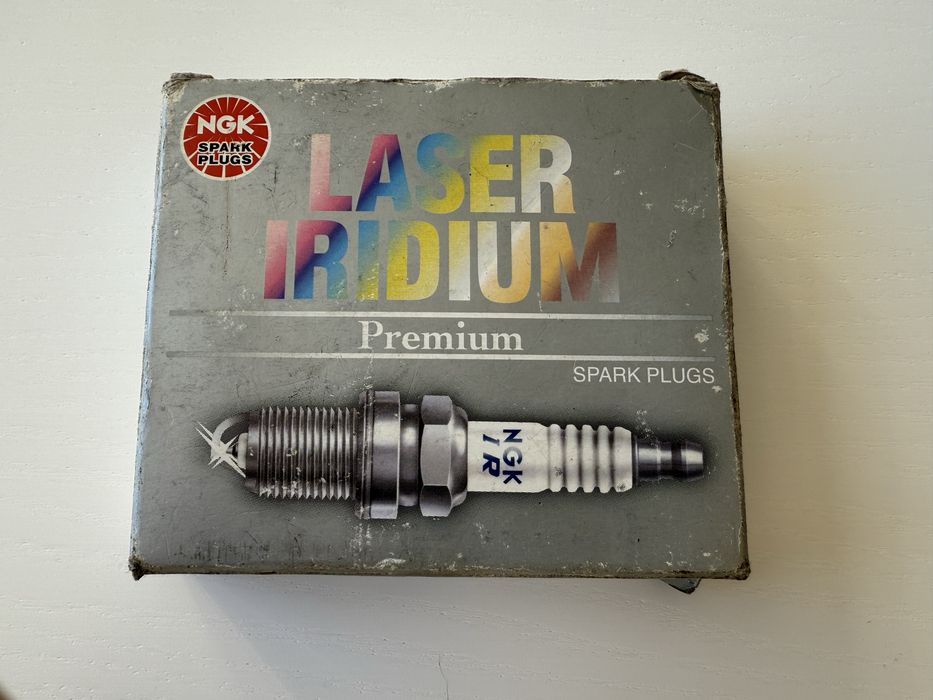 NGK
SPARK
PLUGS
LASER
IRIDIUM
Premium
SPARK PLUGS
NGK
IR